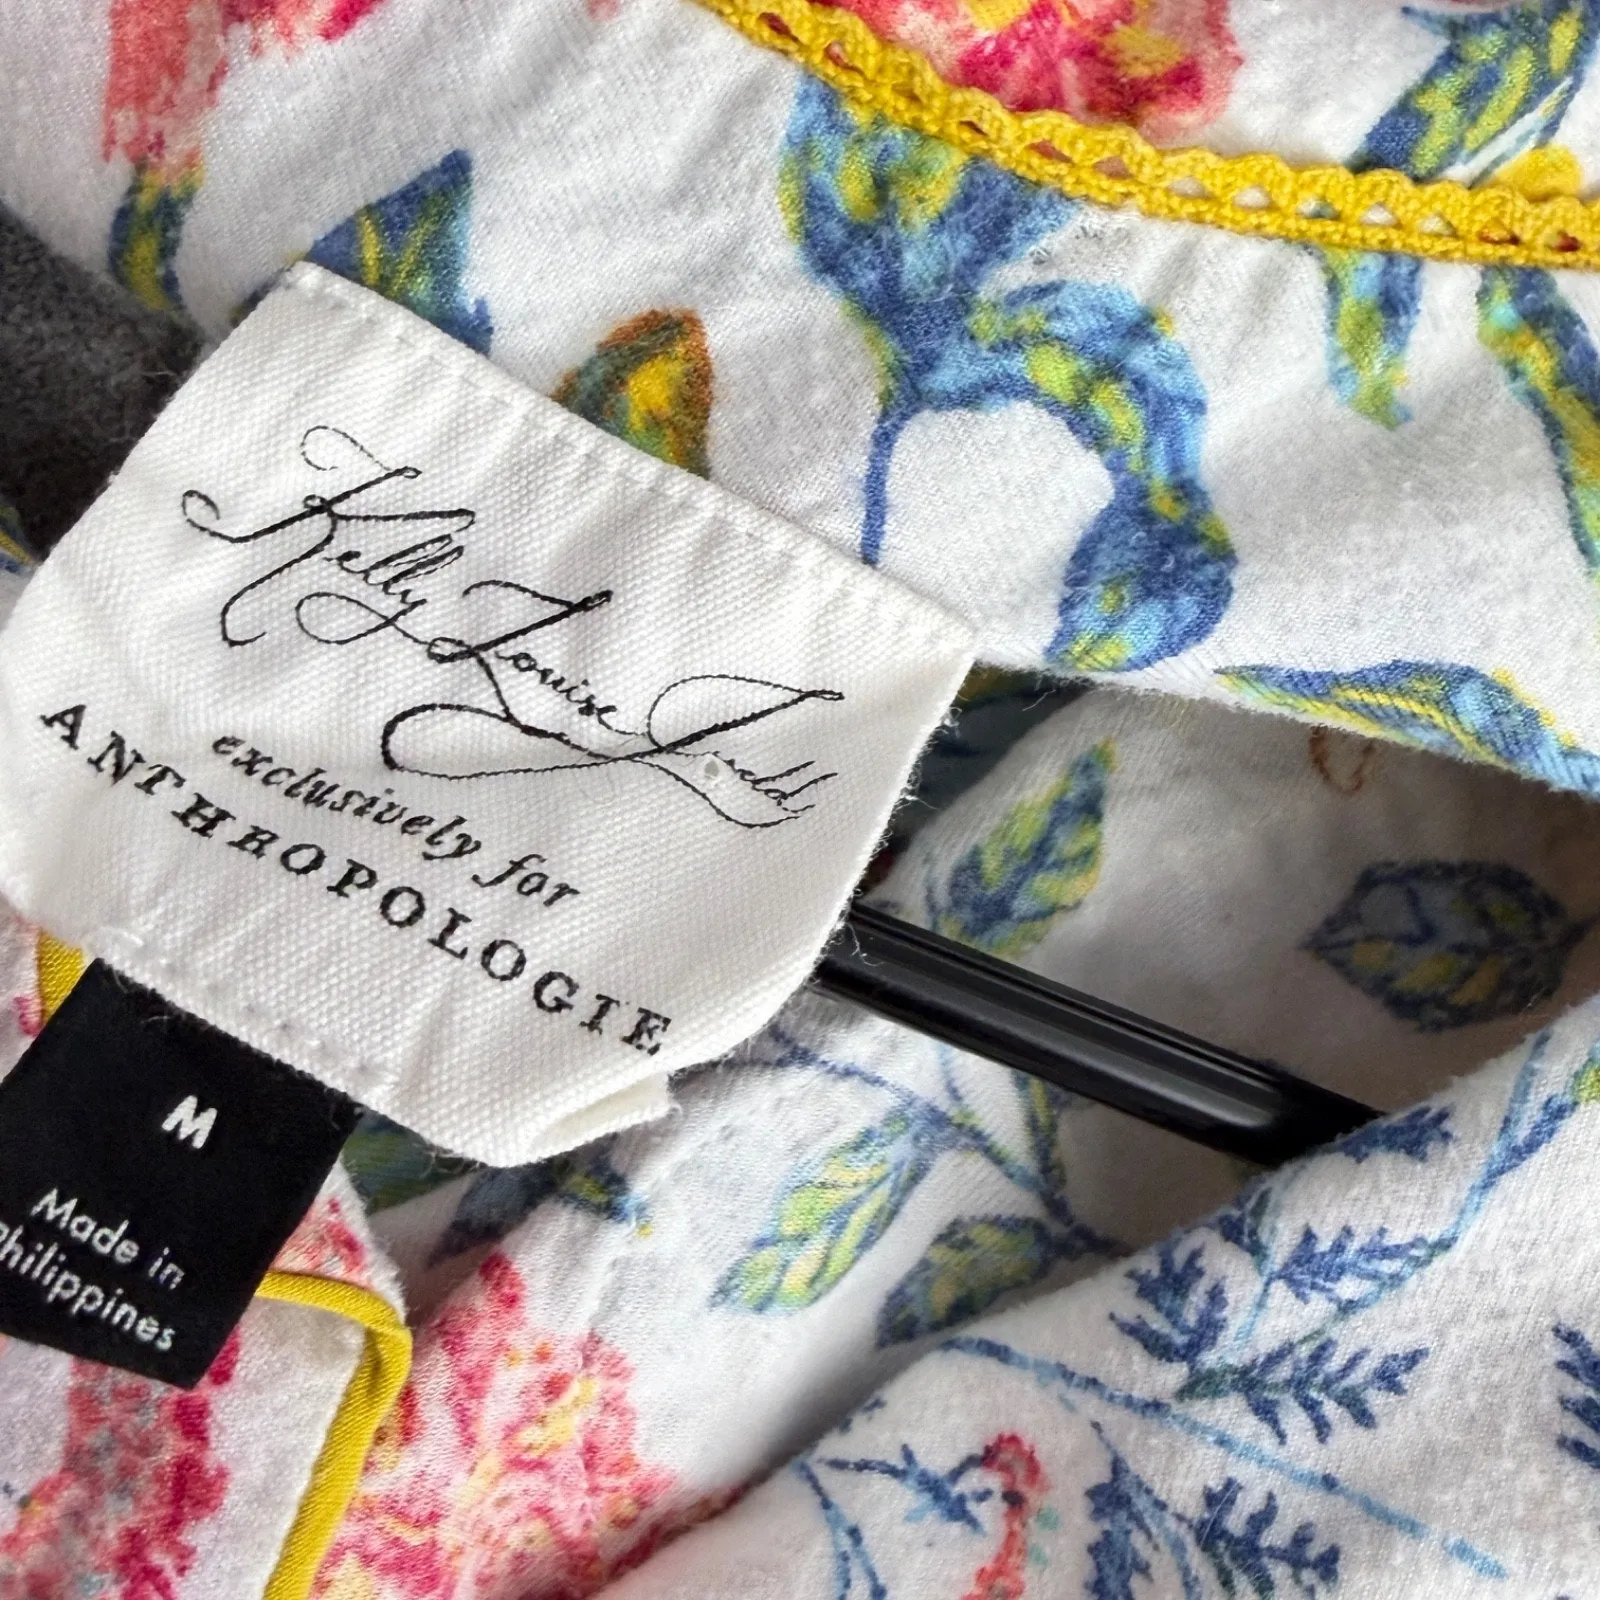 Kelly Louise Judd
exclusively for
ANTHROPOLOGIE
M
Made in
Philippines